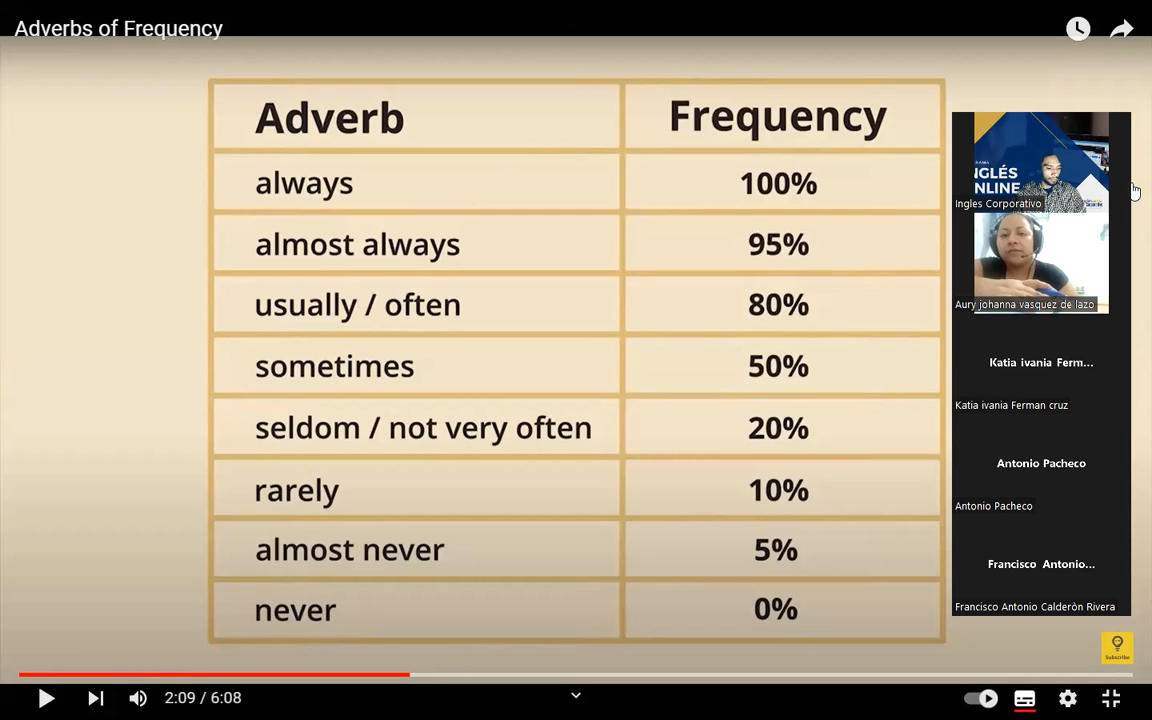 Adverbs of Frequency
Adverb Frequency
always 100%
almost always 95%
usually / often 80%
sometimes 50%
seldom / not very often 20%
rarely 10%
almost never 5%
never 0%
INGLÉS
ONLINE
Ingles Corporativo
Aury johanna vasquez de lazo
Katia ivania Ferm...
Katia ivania Ferman cruz
Antonio Pacheco
Antonio Pacheco
Francisco Antonio...
Francisco Antonio Calderòn Rivera
Subscribe
2:09 / 6:08